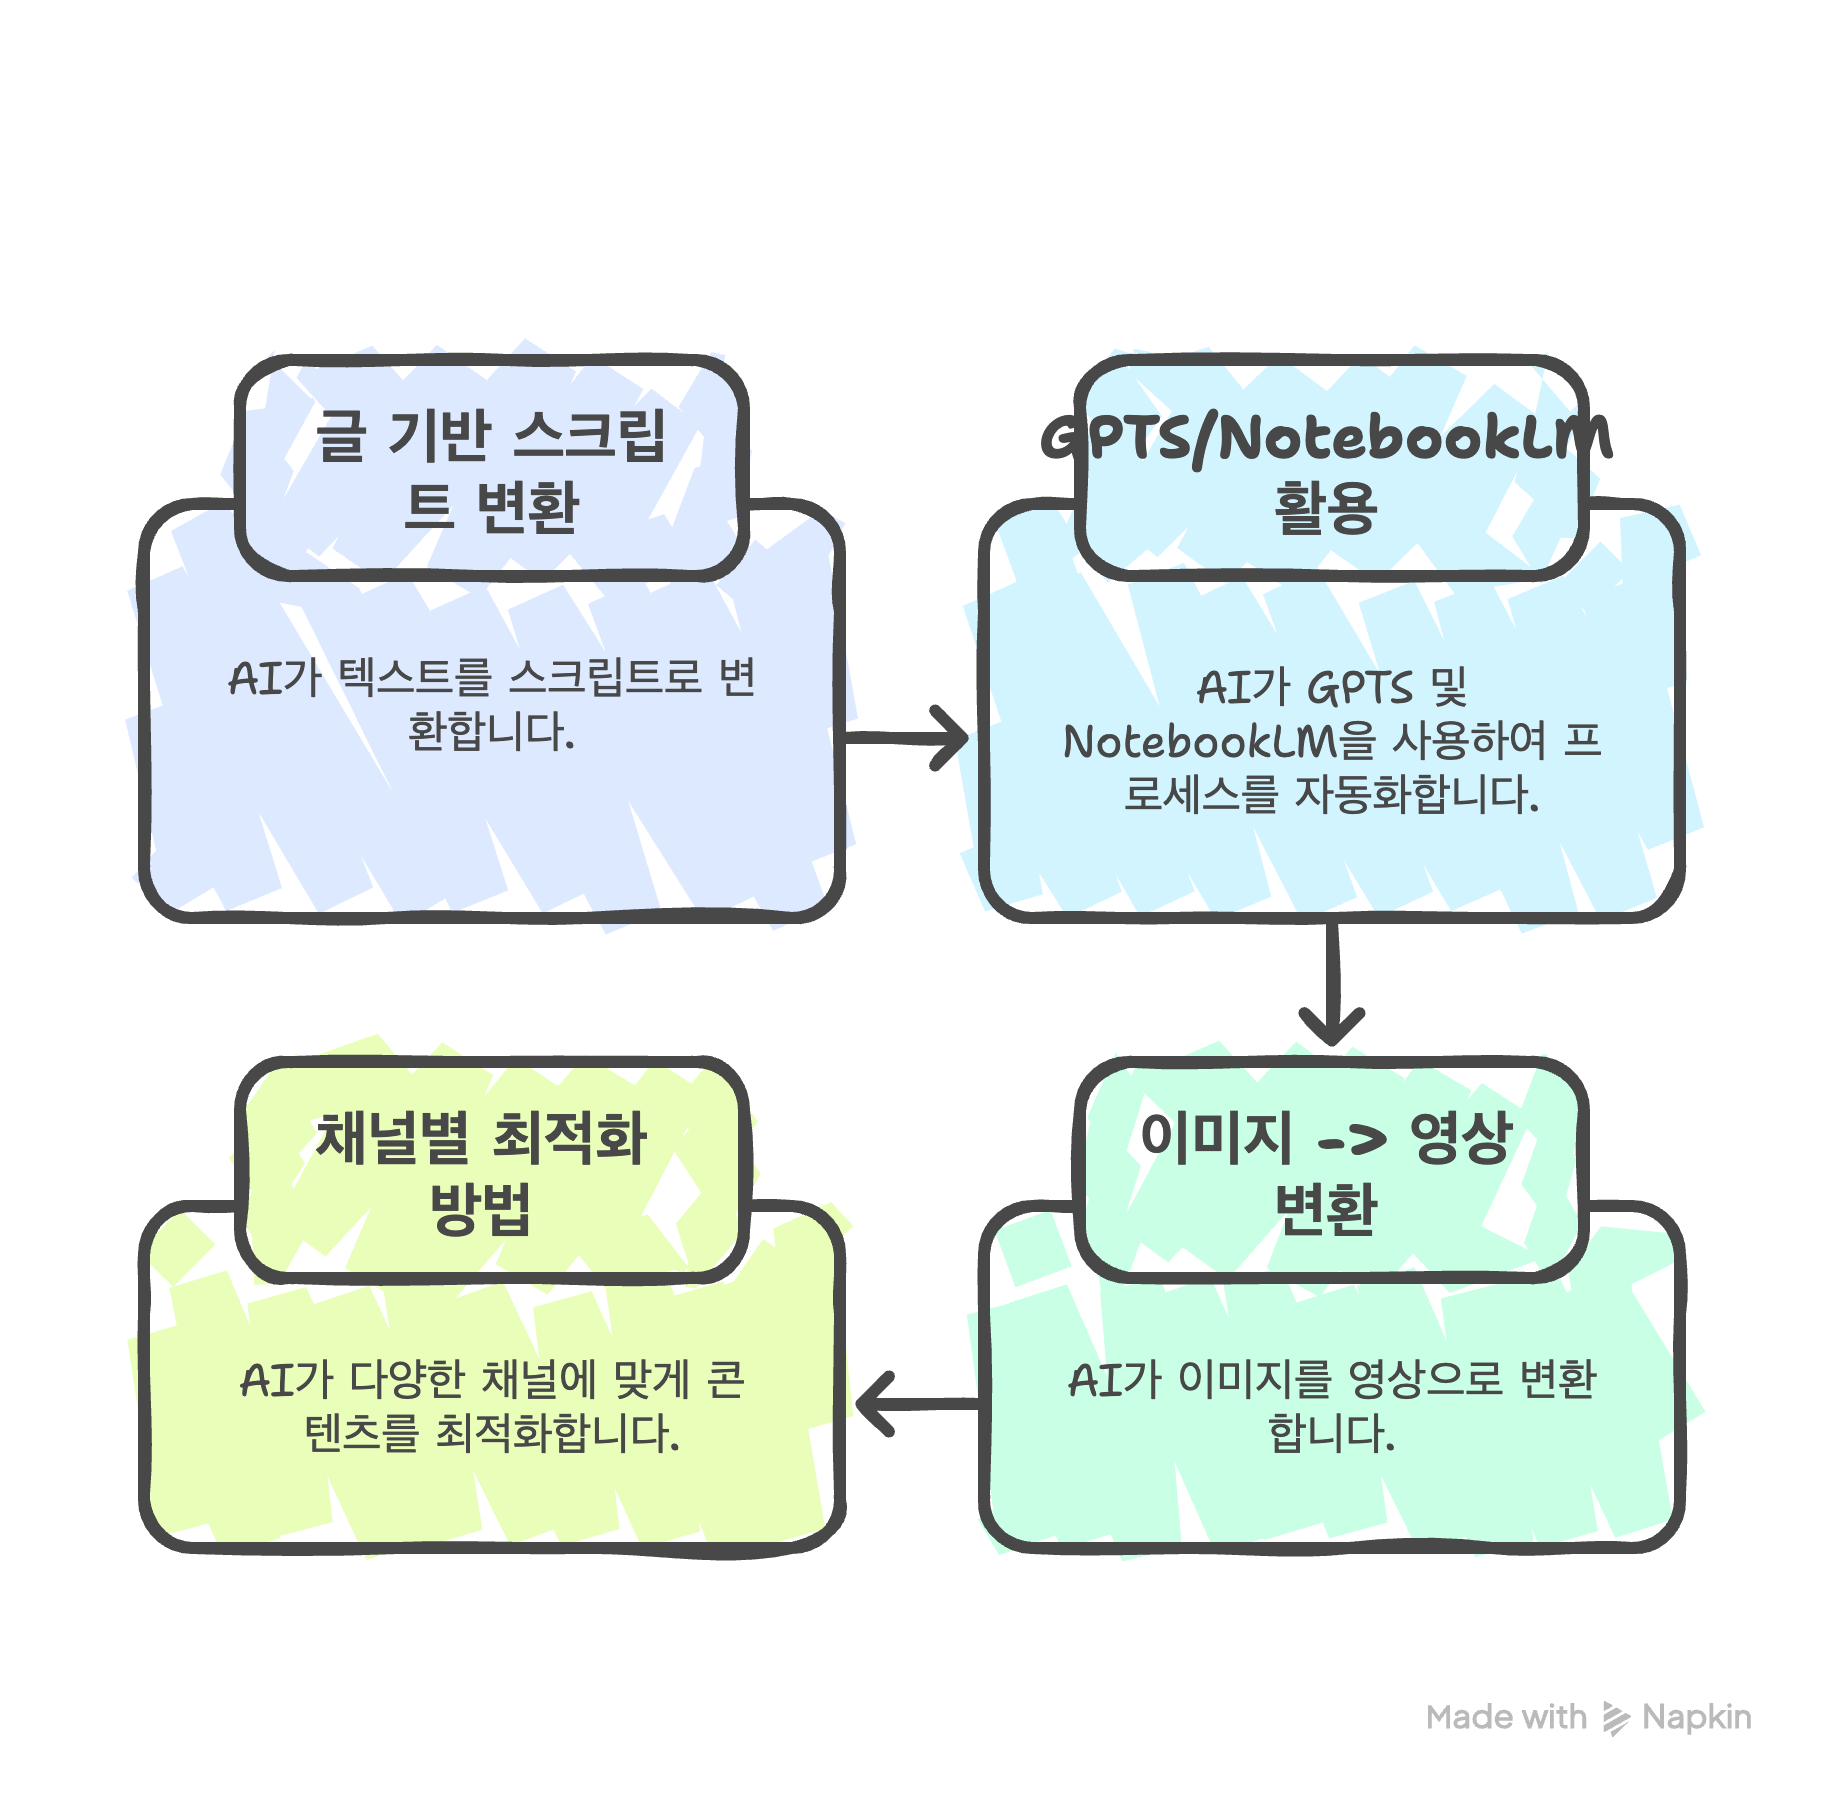 글 기반 스크립
트 변환
AI가 텍스트를 스크립트로 변
환합니다.
GPTS/NotebookLM
활용
AI가 GPTS 및
NotebookLM을 사용하여 프
로세스를 자동화합니다.
이미지 -> 영상
변환
AI가 이미지를 영상으로 변환
합니다.
채널별 최적화
방법
AI가 다양한 채널에 맞게 콘
텐츠를 최적화합니다.
Made with Napkin